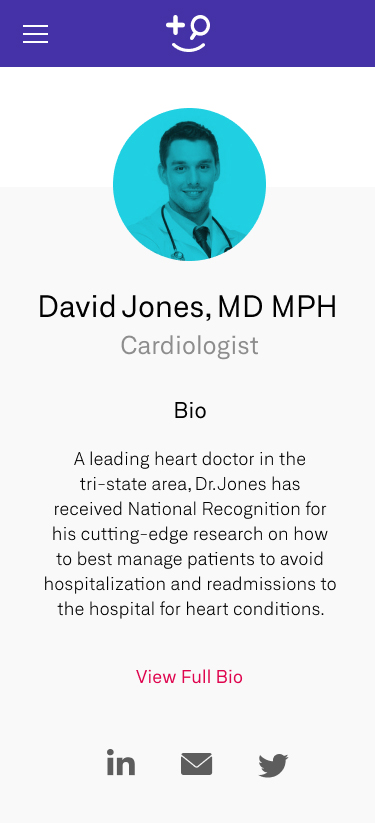 David Jones, MD MPH
Cardiologist
Bio
A leading heart doctor in the
tri-state area, Dr. Jones has
received National Recognition for
his cutting-edge research on how
to best manage patients to avoid
hospitalization and readmissions to
the hospital for heart conditions.
View Full Bio
in